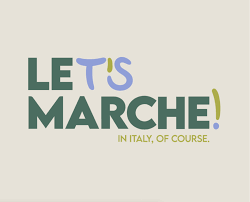 LET'S
MARCHE!
IN ITALY, OF COURSE.